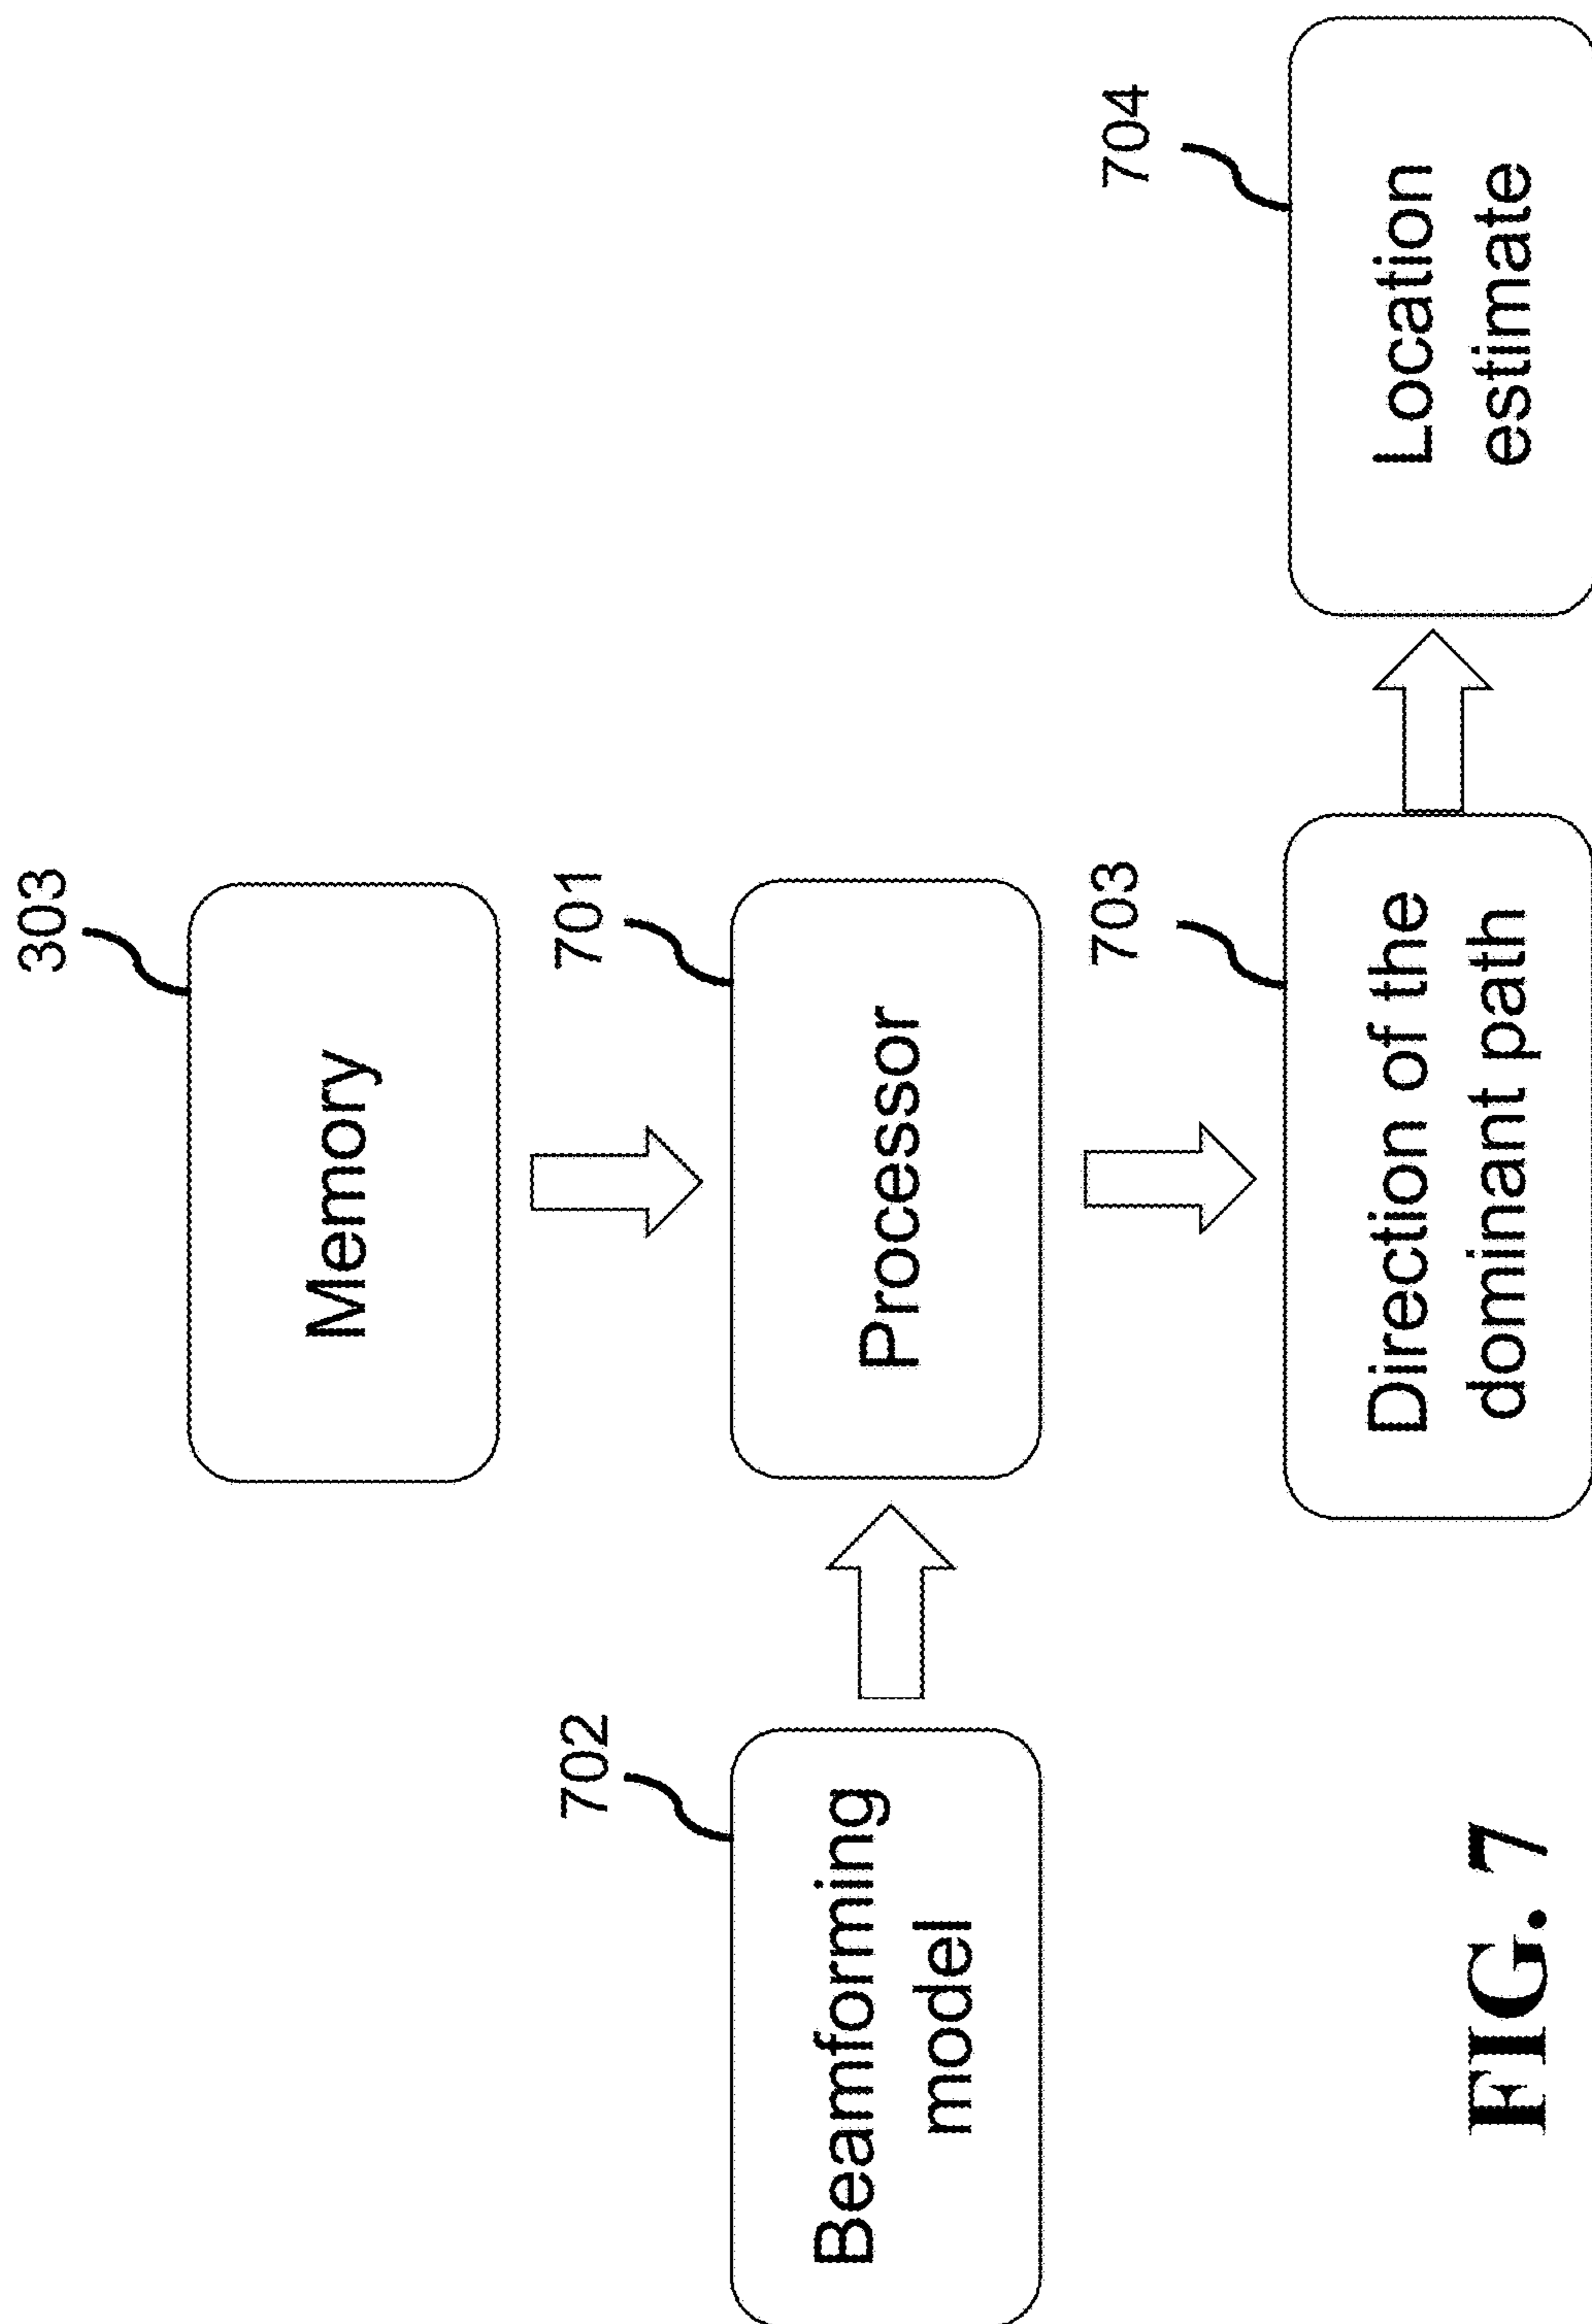 303
Memory
702
701
Beamforming
model
Processor
703
704
Direction of the
dominant path
Location
estimate
FIG. 7